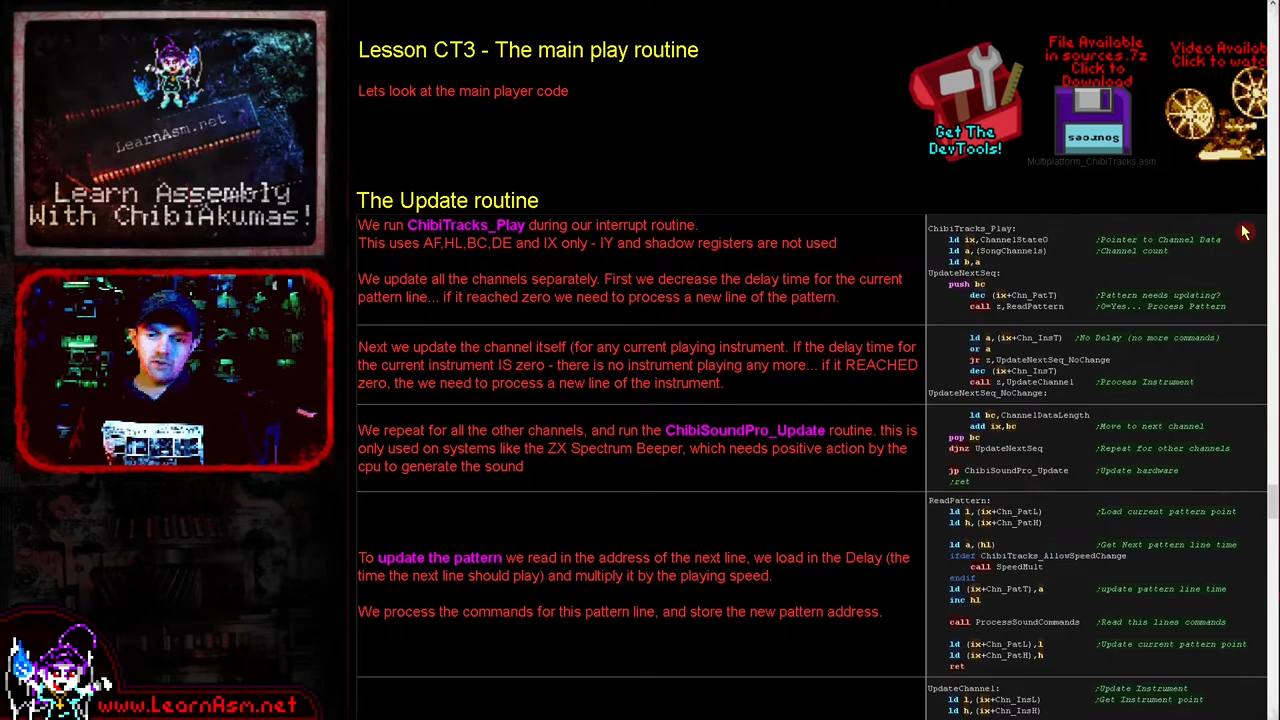 LearnAsm.net
Learn Assembly
With ChibiAkumas!
Lesson CT3 - The main play routine
Lets look at the main player code
Get The
DevTools!
File Available
in sources .7z
Click to
Download
Sources
Multiplatform_ChibiTracks.asm
Video Availab
Click to watc
The Update routine
We run ChibiTracks_Play during our interrupt routine.
This uses AF,HL,BC,DE and IX only - IY and shadow registers are not used
We update all the channels separately. First we decrease the delay time for the current
pattern line... if it reached zero we need to process a new line of the pattern.
ChibiTracks_Play:
ld ix,ChannelState0 ;Pointer to Channel Data
ld a,(SongChannels) ;Channel count
ld b,a
UpdateNextSeq:
push bc
dec (ix+Chn_PatT) ;Pattern needs updating?
call z,ReadPattern ;0=Yes... Process Pattern
Next we update the channel itself (for any current playing instrument. If the delay time for
the current instrument IS zero - there is no instrument playing any more... if it REACHED
zero, the we need to process a new line of the instrument.
ld a,(ix+Chn_InsT) ;No Delay (no more commands)
or a
jr z,UpdateNextSeq_NoChange
dec (ix+Chn_InsT)
call z,UpdateChannel ;Process Instrument
UpdateNextSeq_NoChange:
We repeat for all the other channels, and run the ChibiSoundPro_Update routine. this is
only used on systems like the ZX Spectrum Beeper, which needs positive action by the
cpu to generate the sound
ld bc,ChannelDataLength
add ix,bc ;Move to next channel
pop bc
djnz UpdateNextSeq ;Repeat for other channels
jp ChibiSoundPro_Update ;Update hardware
;ret
To update the pattern we read in the address of the next line, we load in the Delay (the
time the next line should play) and multiply it by the playing speed.
We process the commands for this pattern line, and store the new pattern address.
ReadPattern:
ld l,(ix+Chn_PatL) ;Load current pattern point
ld h,(ix+Chn_PatH)
ld a,(hl) ;Get Next pattern line time
ifdef ChibiTracks_AllowSpeedChange
call SpeedMult
endif
ld (ix+Chn_PatT),a ;update pattern line time
inc hl
call ProcessSoundCommands ;Read this lines commands
ld (ix+Chn_PatL),l ;Update current pattern point
ld (ix+Chn_PatH),h
ret
UpdateChannel: ;Update Instrument
ld l,(ix+Chn_InsL) ;Get Instrument point
ld h,(ix+Chn_InsH)
www.LearnAsm.net